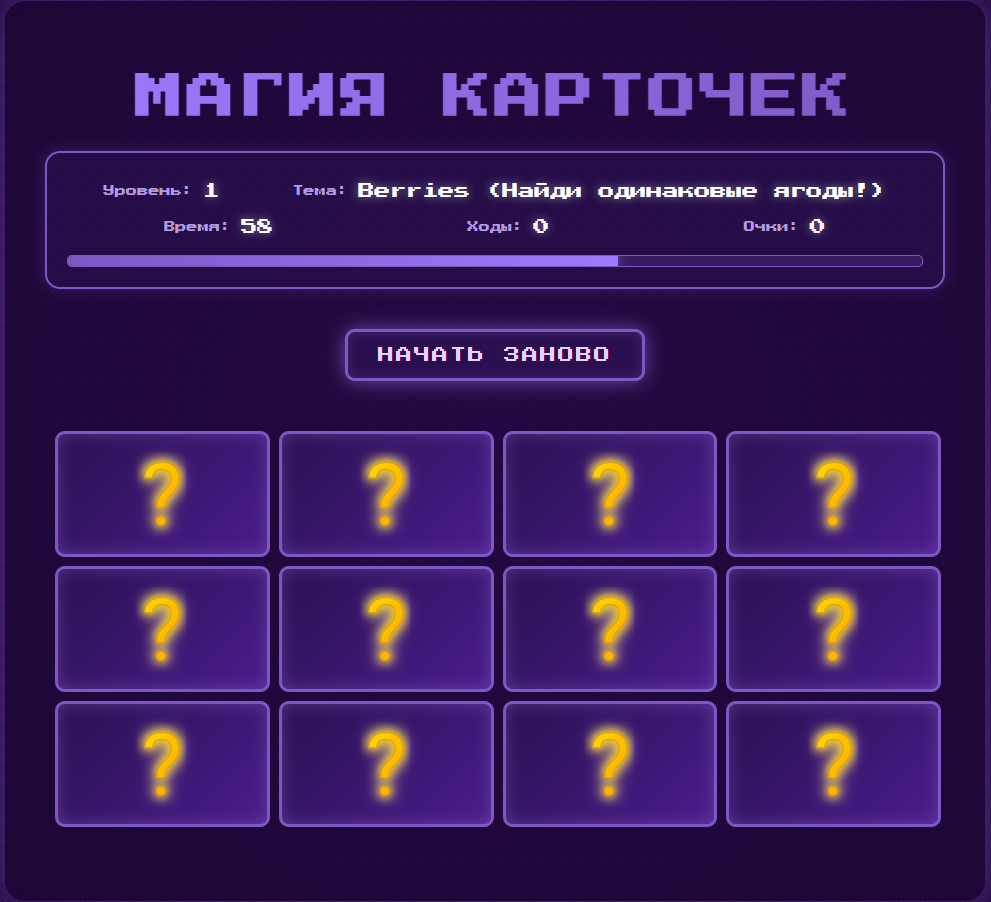 МАГИЯ КАРТОЧЕК
Уровень: 1 Тема: Berries (Найди одинаковые ягоды!)
Время: 58 Ходы: 0 Очки: 0
НАЧАТЬ ЗАНОВО
? ? ? ?
? ? ? ?
? ? ? ?